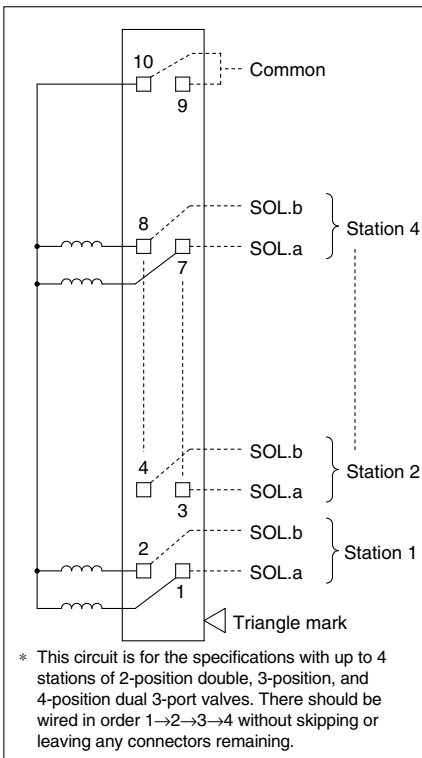 10
Common
9
8
SOL.b
Station 4
SOL.a
7
4
SOL.b
Station 2
SOL.a
3
2
SOL.b
Station 1
SOL.a
1
Triangle mark
* This circuit is for the specifications with up to 4
stations of 2-position double, 3-position, and
4-position dual 3-port valves. There should be
wired in order 1→2→3→4 without skipping or
leaving any connectors remaining.